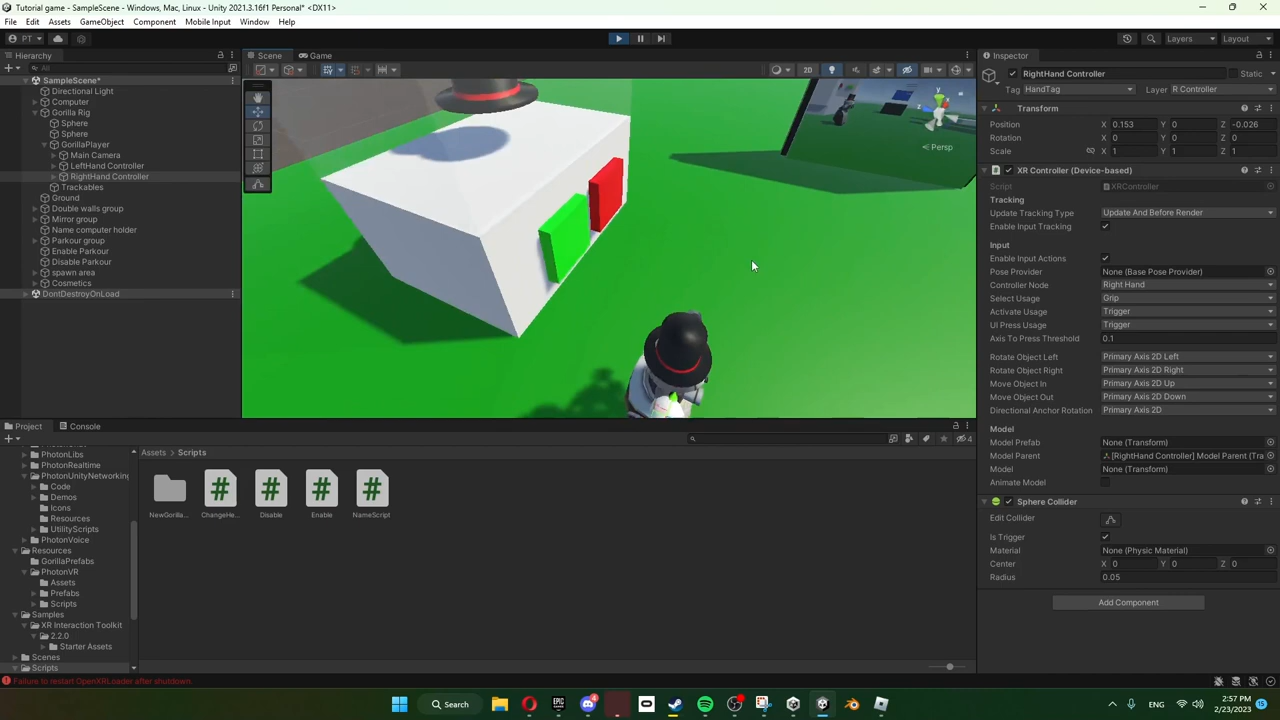 Tutorial game - SampleScene - Windows, Mac, Linux - Unity 2021.3.16f1 Personal* <DX11>
File Edit Assets GameObject Component Mobile Input Window Help
PT Layers Layout
Hierarchy
All
SampleScene*
Directional Light
Computer
Gorilla Rig
Sphere
Sphere
GorillaPlayer
Main Camera
LeftHand Controller
RightHand Controller
Trackables
Ground
Double walls group
Mirror group
Name computer holder
Parkour group
Enable Parkour
Disable Parkour
spawn area
Cosmetics
DontDestroyOnLoad
Scene Game
2D
y
Persp
Inspector
RightHand Controller Static
Tag HandTag Layer R Controller
Transform
Position X 0.153 Y 0 Z -0.026
Rotation X 0 Y 0 Z 0
Scale X 1 Y 1 Z 1
XR Controller (Device-based)
Script XRController
Tracking
Update Tracking Type Update And Before Render
Enable Input Tracking
Input
Enable Input Actions
Pose Provider None (Base Pose Provider)
Controller Node Right Hand
Select Usage Grip
Activate Usage Trigger
UI Press Usage Trigger
Axis To Press Threshold 0.1
Rotate Object Left Primary Axis 2D Left
Rotate Object Right Primary Axis 2D Right
Move Object In Primary Axis 2D Up
Move Object Out Primary Axis 2D Down
Directional Anchor Rotation Primary Axis 2D
Model
Model Prefab None (Transform)
Model Parent [RightHand Controller] Model Parent (Tra
Model None (Transform)
Animate Model
Sphere Collider
Edit Collider
Is Trigger
Material None (Physic Material)
Center X 0 Y 0 Z 0
Radius 0.05
Add Component
Project Console
4
PhotonLibs
PhotonRealtime
PhotonUnityNetworking
Code
Demos
Icons
Resources
UtilityScripts
PhotonVoice
Resources
GorillaPrefabs
PhotonVR
Assets
Prefabs
Scripts
Samples
XR Interaction Toolkit
2.2.0
Starter Assets
Scenes
Scripts
Assets Scripts
NewGorilla... ChangeHe... Disable Enable NameScript
Failure to restart OpenXRLoader after shutdown.
Search
ENG
2:57 PM
2/23/2023